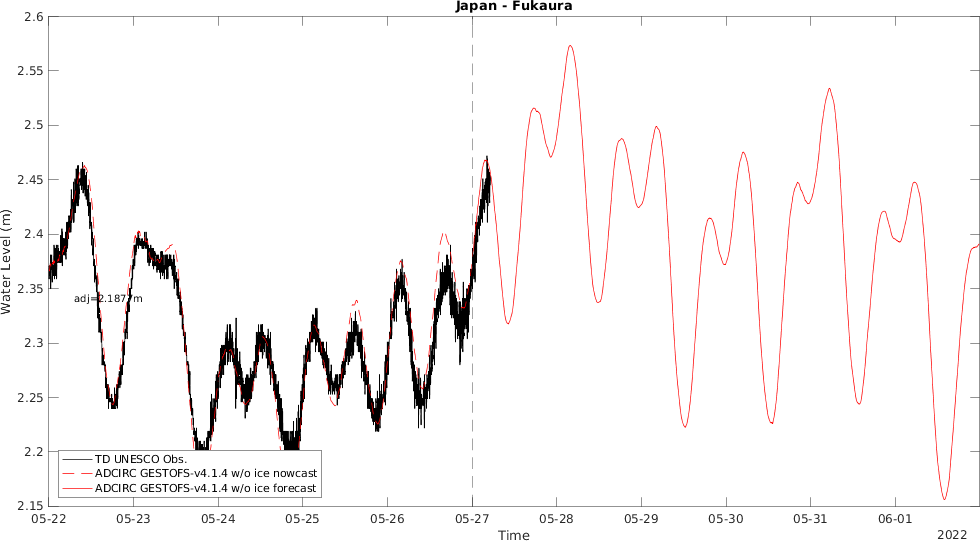 Japan - Fukaura
2.6
2.55
2.5
2.45
2.4
2.35
2.3
2.25
2.2
2.15
Water Level (m)
adj=2.1877m
TD UNESCO Obs.
ADCIRC GESTOFS-v4.1.4 w/o ice nowcast
ADCIRC GESTOFS-v4.1.4 w/o ice forecast
05-22 05-23 05-24 05-25 05-26 05-27 05-28 05-29 05-30 05-31 06-01
Time
2022